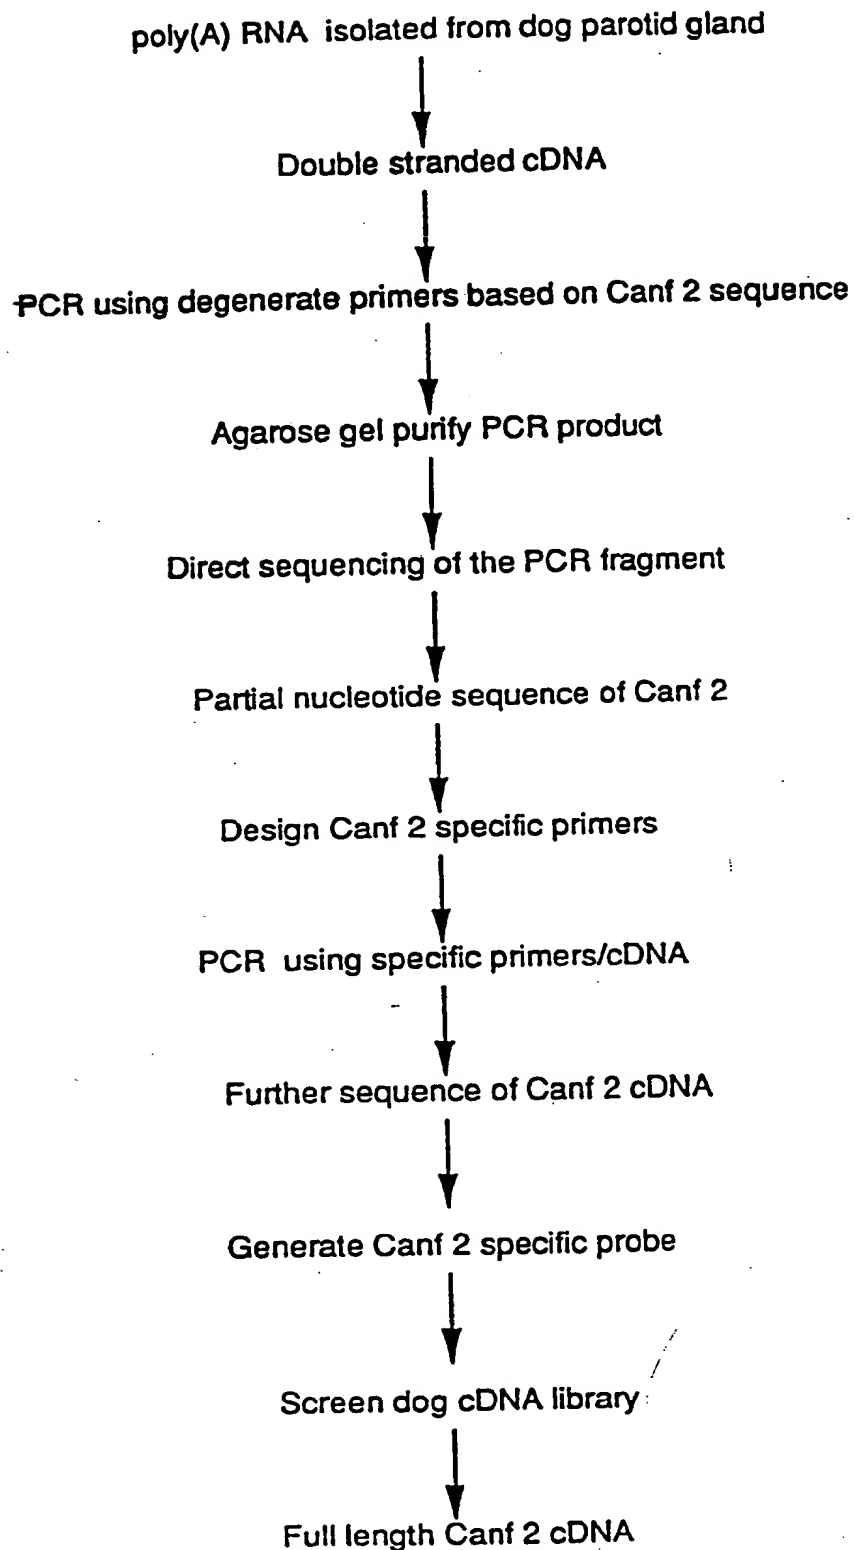 poly(A) RNA isolated from dog parotid gland
Double stranded cDNA
PCR using degenerate primers based on Canf 2 sequence
Agarose gel purify PCR product
Direct sequencing of the PCR fragment
Partial nucleotide sequence of Canf 2
Design Canf 2 specific primers
PCR using specific primers/cDNA
Further sequence of Canf 2 cDNA
Generate Canf 2 specific probe
Screen dog cDNA library
Full length Canf 2 cDNA